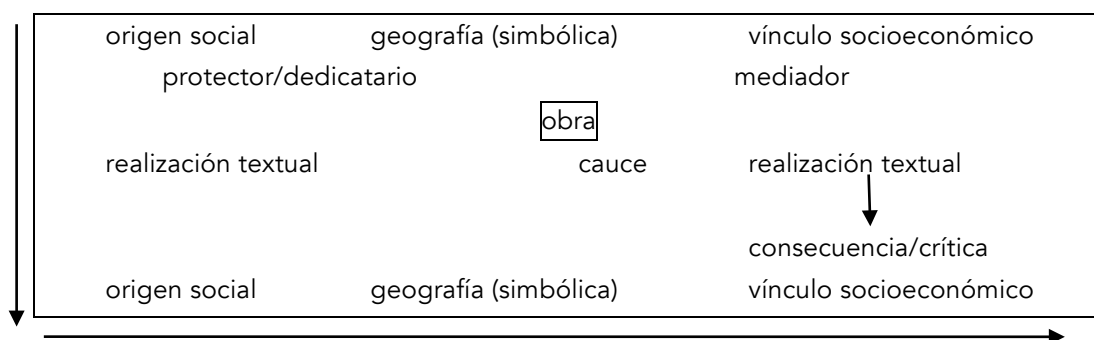 origen social geografía (simbólica) vínculo socioeconómico
protector/dedicatario mediador
obra
realización textual cauce realización textual
consecuencia/crítica
origen social geografía (simbólica) vínculo socioeconómico